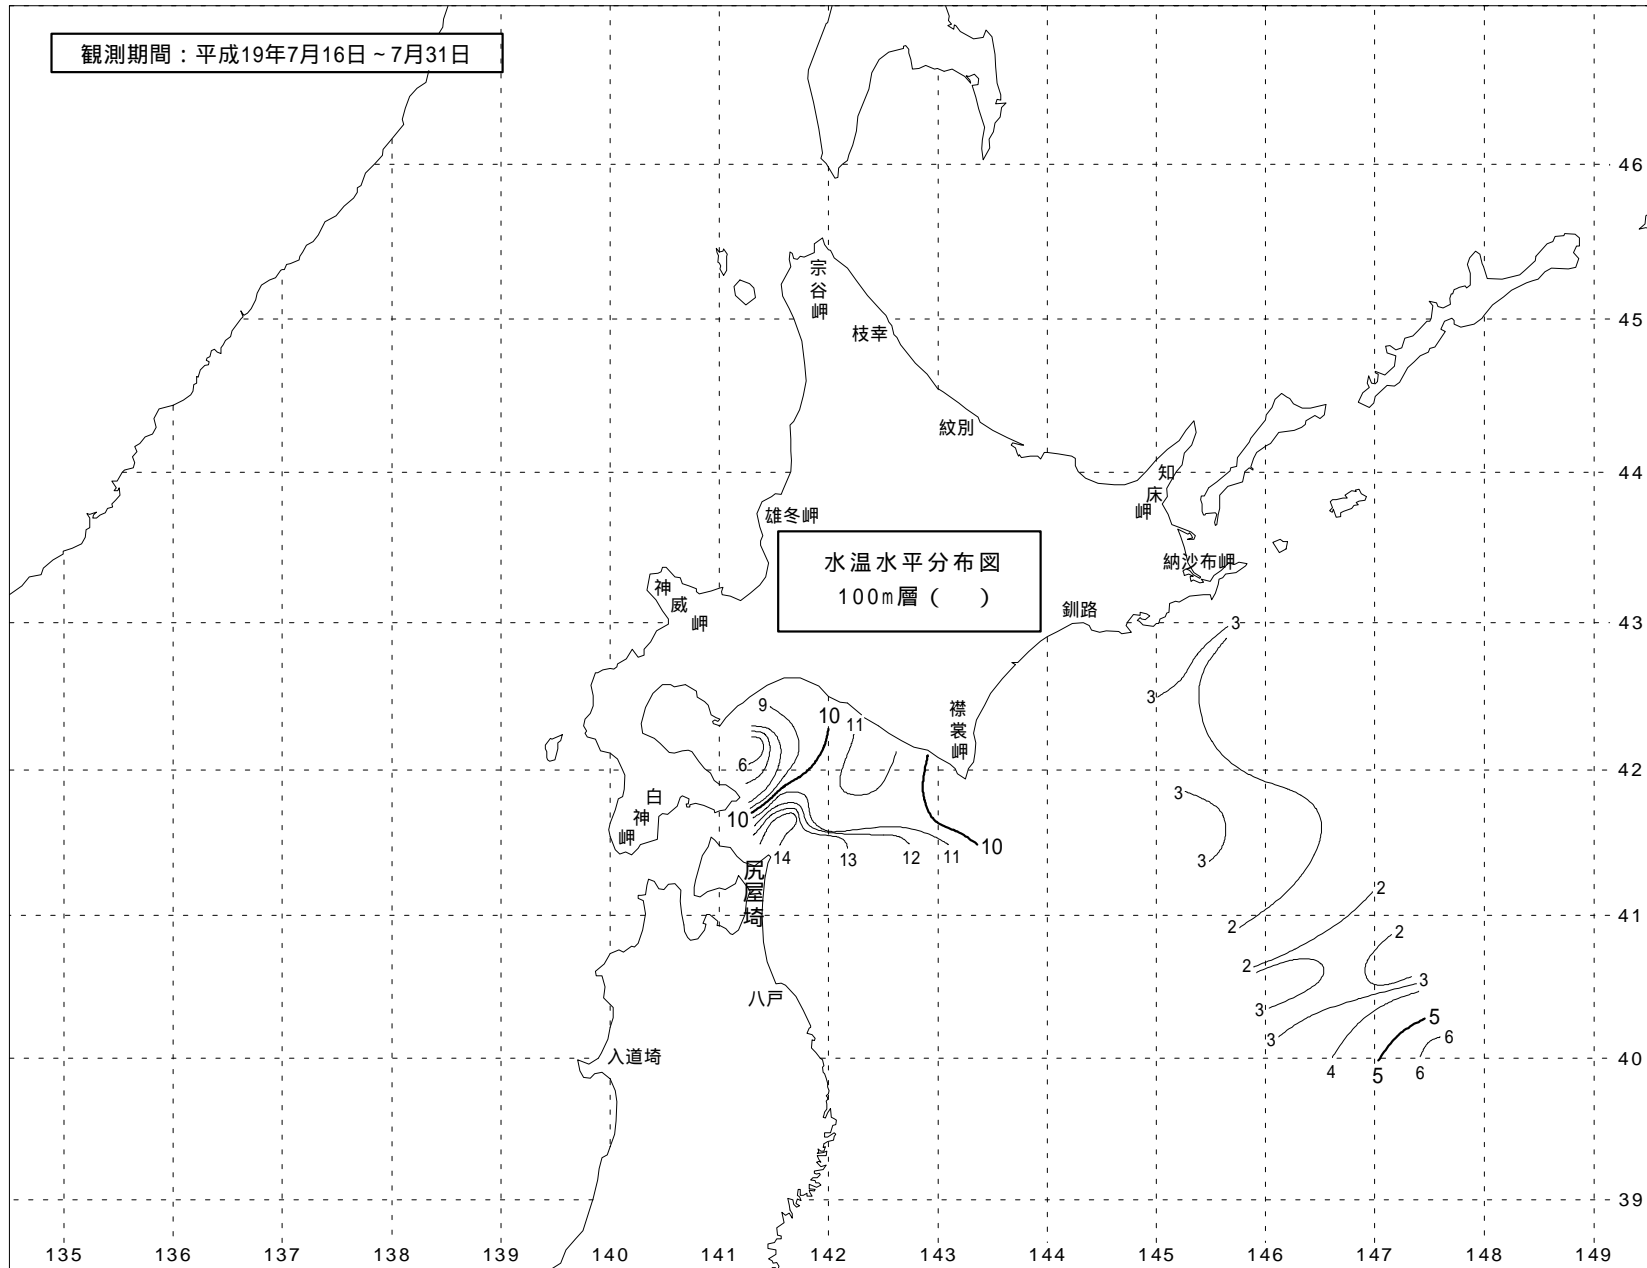 観測期間：平成19年7月16日～7月31日
46
宗谷岬
45
枝幸
紋別
44
知床岬
雄冬岬
水温水平分布図
100m層（　）
納沙布岬
神威岬
釧路
43
3
3
9
10
11
襟裳岬
6
42
白神岬
10
3
14
13
12
11
10
3
尻屋埼
2
41
2
2
2
3
八戸
3
5
3
6
入道埼
40
4
5
6
39
135 136 137 138 139 140 141 142 143 144 145 146 147 148 149